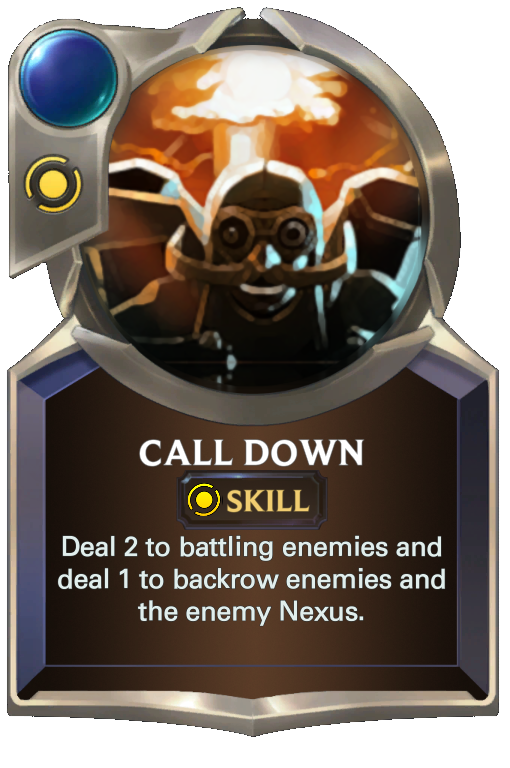 CALL DOWN
SKILL
Deal 2 to battling enemies and
deal 1 to backrow enemies and
the enemy Nexus.